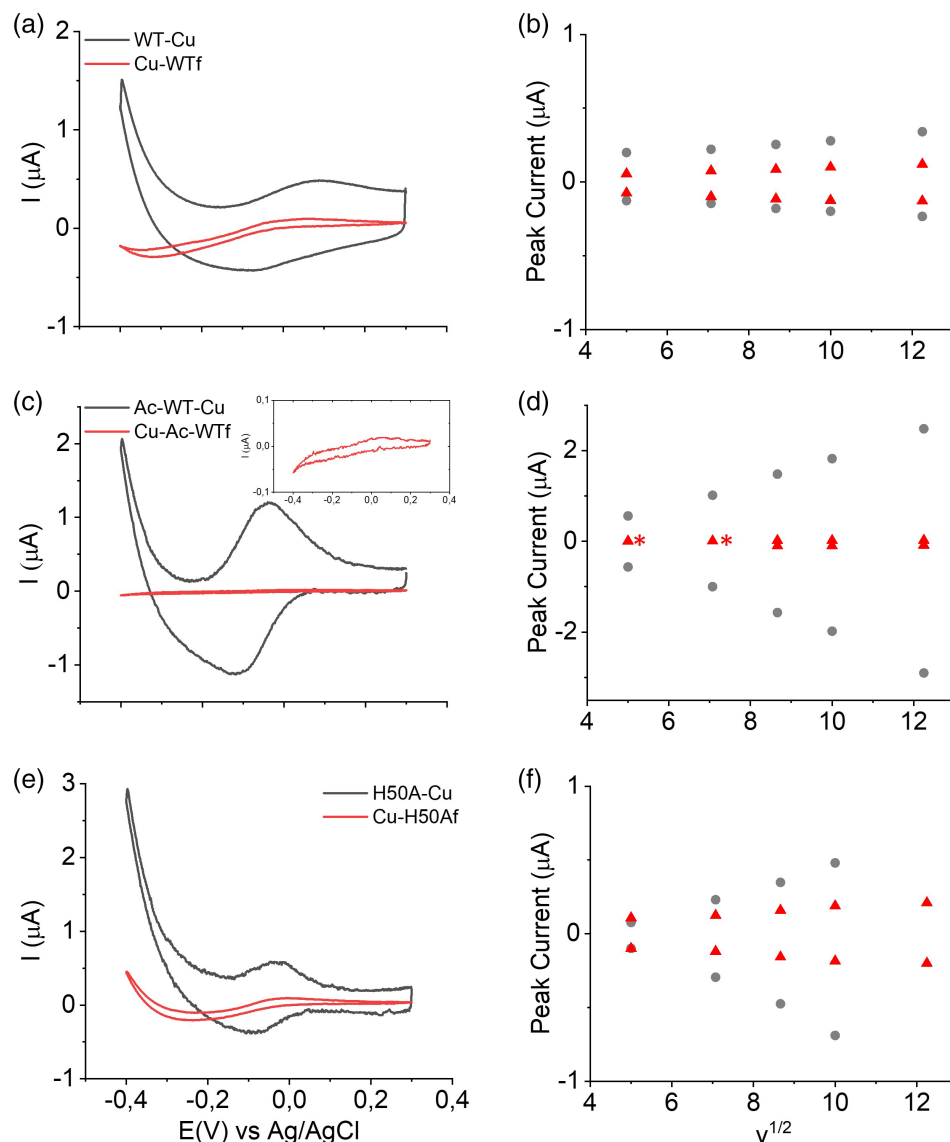 (a)
WT-Cu
Cu-WTf
I (μA)
2
1
0
-1
(b)
Peak Current (μA)
1
0
-1
4 6 8 10 12
(c)
Ac-WT-Cu
Cu-Ac-WTf
I (μA)
2
1
0
-1
I (μA)
0,1
0,0
-0,1
-0,4 -0,2 0,0 0,2 0,4
(d)
Peak Current (μA)
2
0
-2
* *
4 6 8 10 12
(e)
H50A-Cu
Cu-H50Af
I (μA)
3
2
1
0
-1
-0,4 -0,2 0,0 0,2 0,4
E(V) vs Ag/AgCl
(f)
Peak Current (μA)
1
0
-1
4 6 8 10 12
v1/2